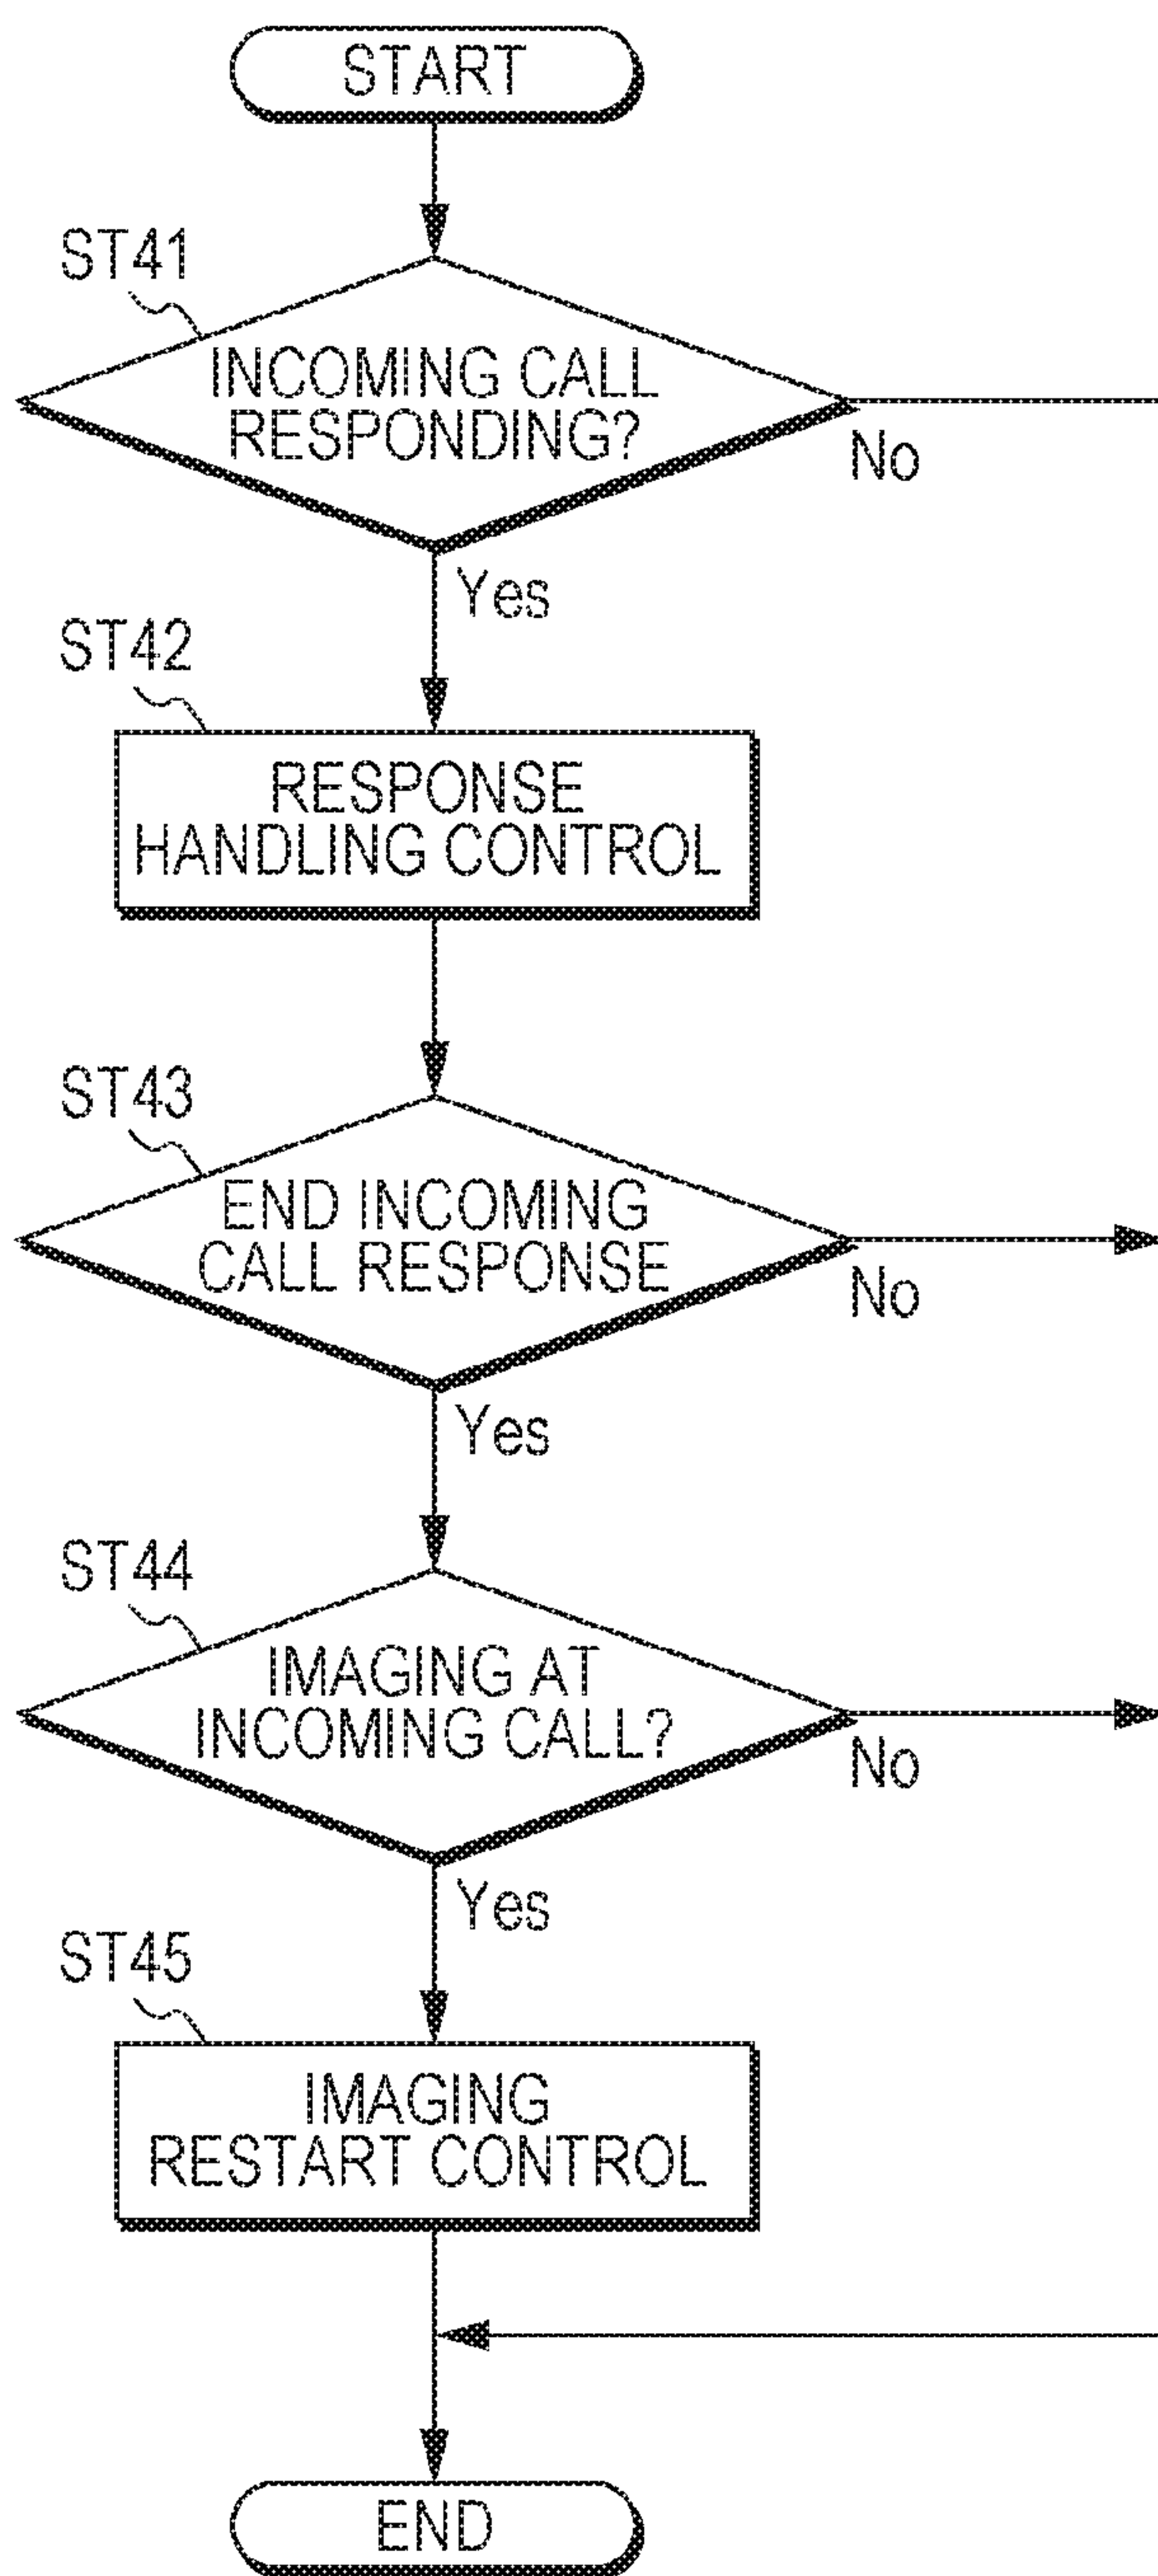 START
ST41
INCOMING CALL
RESPONDING?
No
Yes
ST42
RESPONSE
HANDLING CONTROL
ST43
END INCOMING
CALL RESPONSE
No
Yes
ST44
IMAGING AT
INCOMING CALL?
No
Yes
ST45
IMAGING
RESTART CONTROL
END